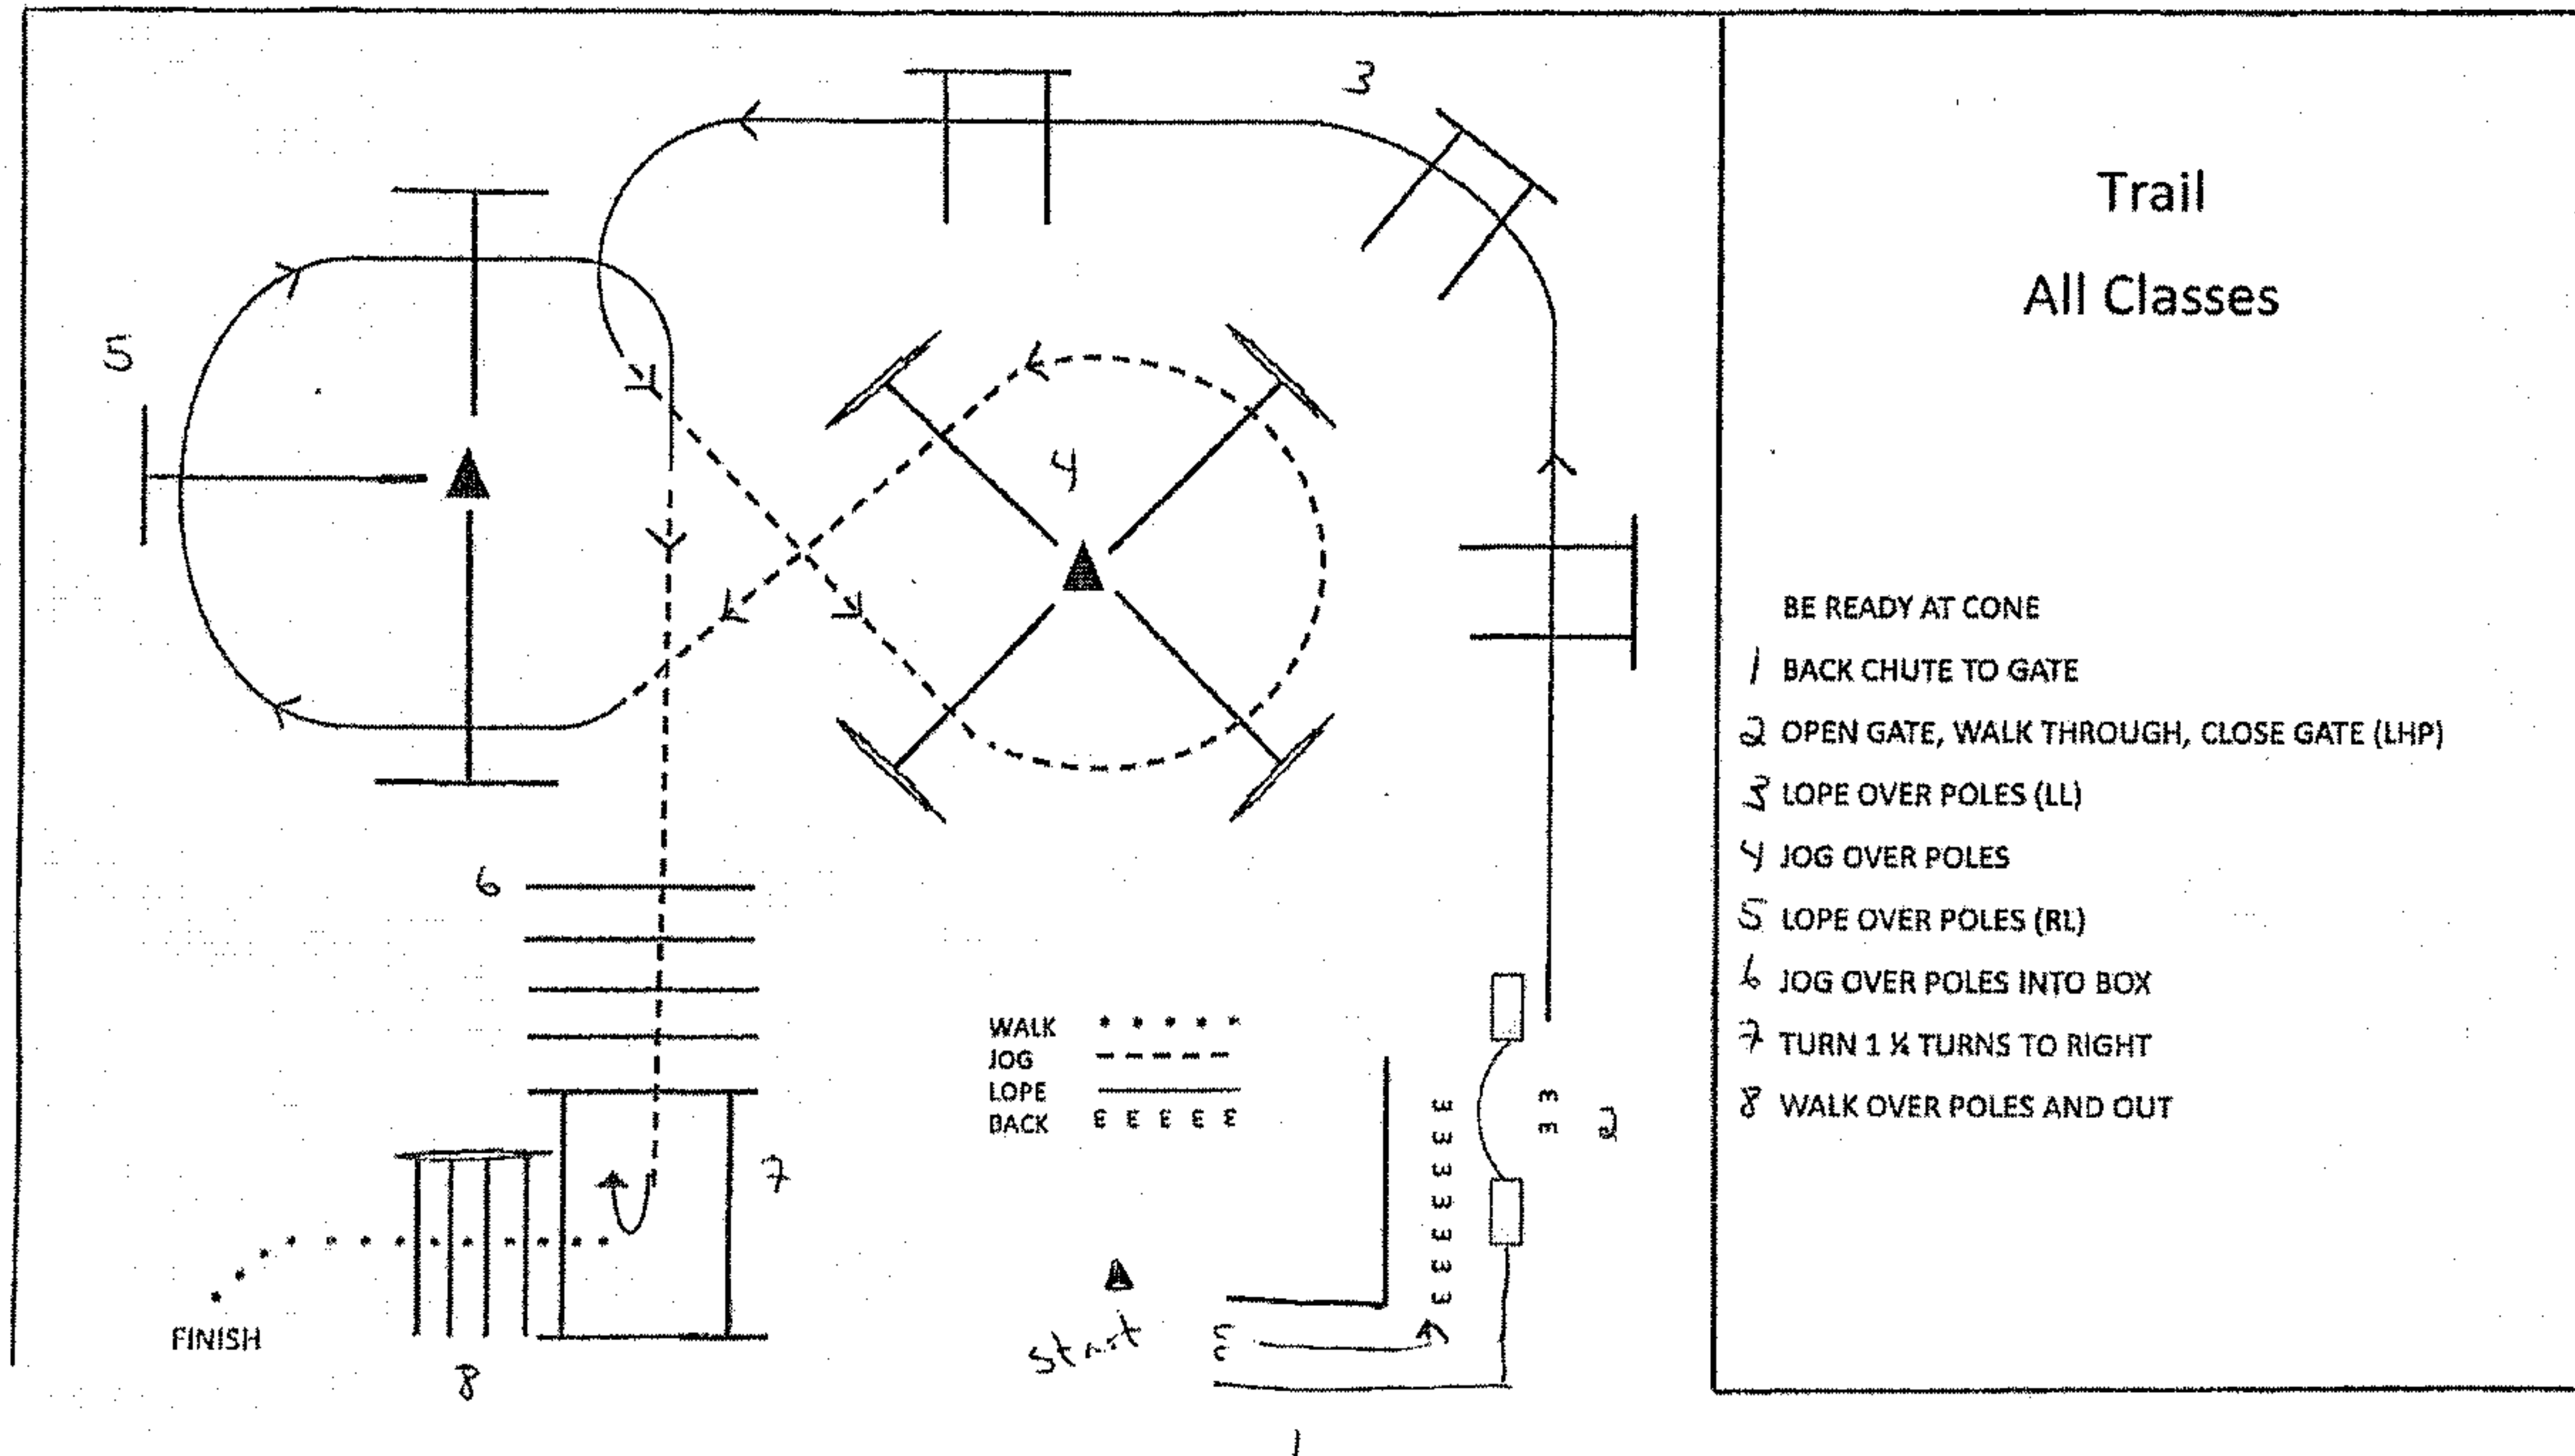 3
5
4
6
7
2
8
1
WALK
JOG
LOPE
BACK E E E E E
E E E E E E E
E E
start
FINISH
Trail
All Classes
BE READY AT CONE
1 BACK CHUTE TO GATE
2 OPEN GATE, WALK THROUGH, CLOSE GATE (LHP)
3 LOPE OVER POLES (LL)
4 JOG OVER POLES
5 LOPE OVER POLES (RL)
6 JOG OVER POLES INTO BOX
7 TURN 1 ¼ TURNS TO RIGHT
8 WALK OVER POLES AND OUT